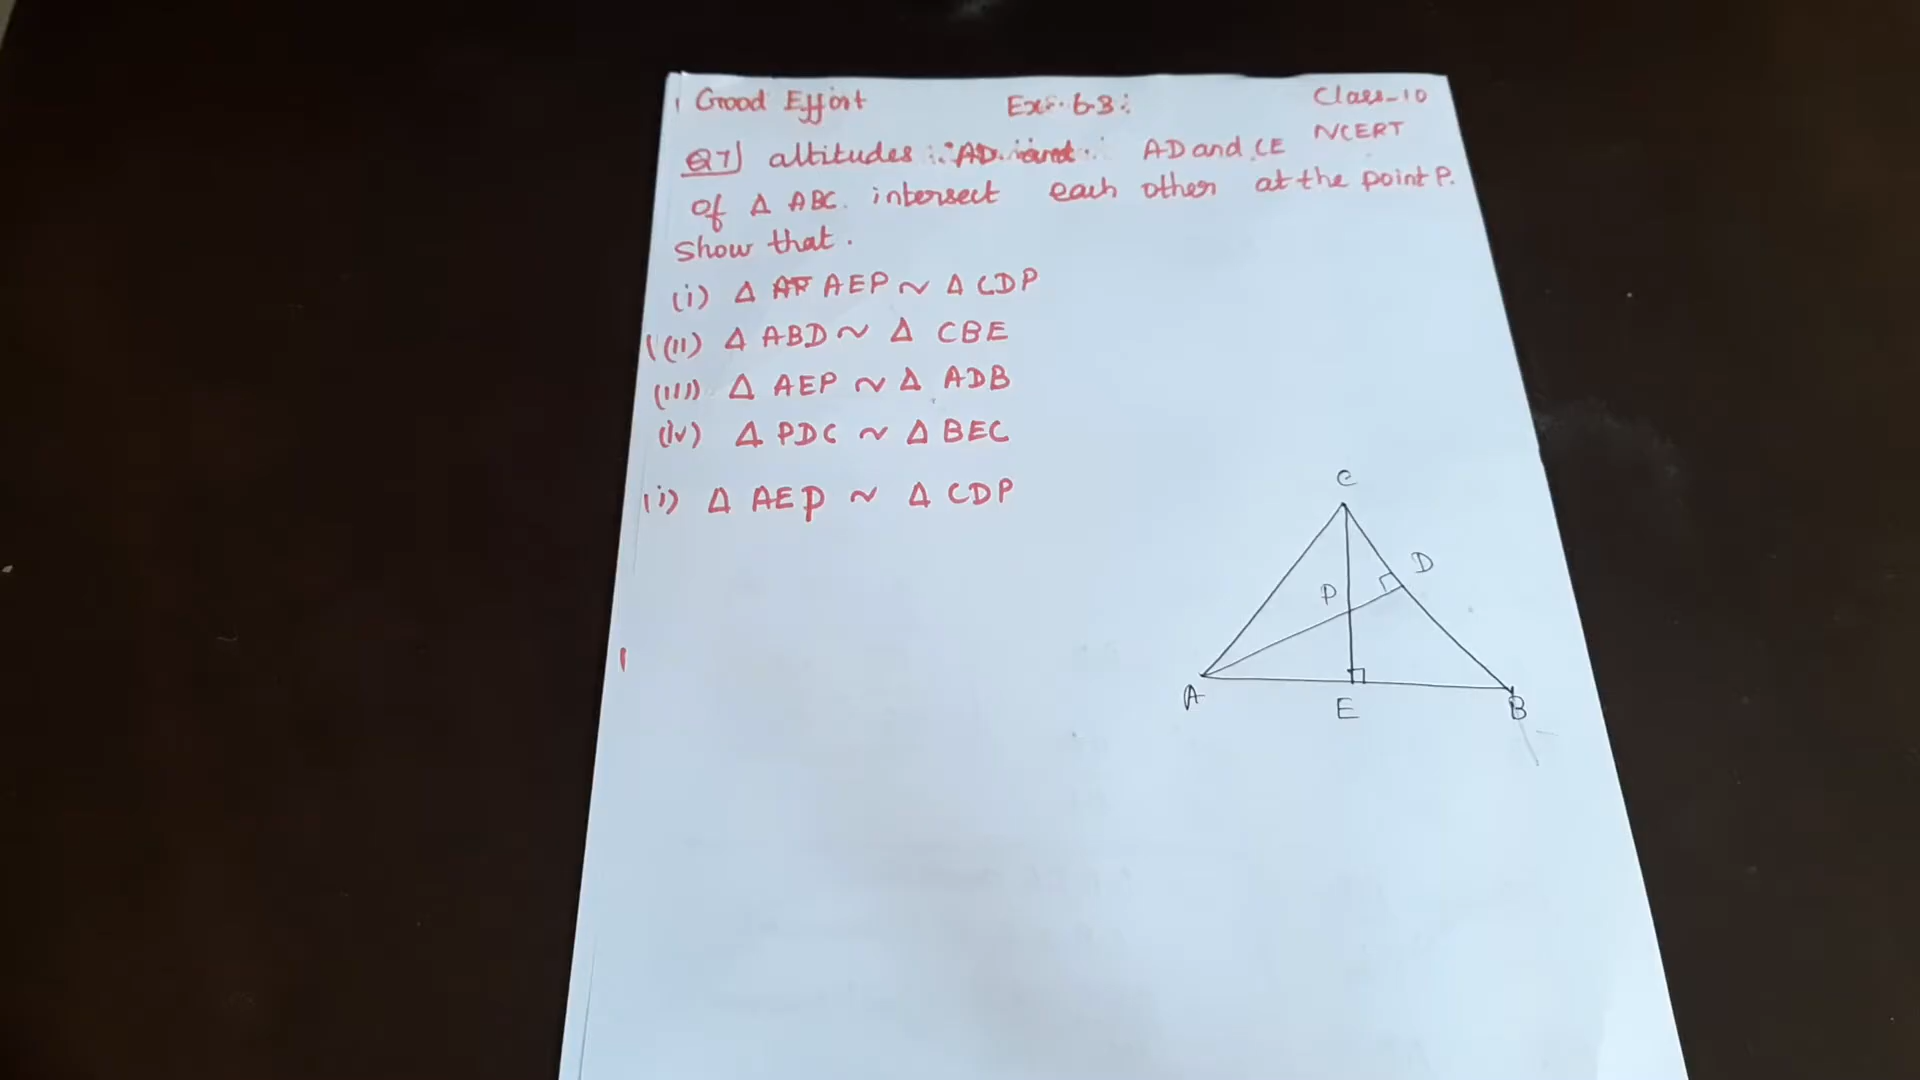 Good Effort Ex:- 6.3: Class-10
NCERT
Q7) altitudes AD and AD and CE
of Δ ABC. intersect each other at the point P.
Show that.
(i) Δ AF AEP ~ Δ CDP
(ii) Δ ABD ~ Δ CBE
(iii) Δ AEP ~ Δ ADB
(iv) Δ PDC ~ Δ BEC
(i) Δ AEP ~ Δ CDP
C
D
P
A
E
B